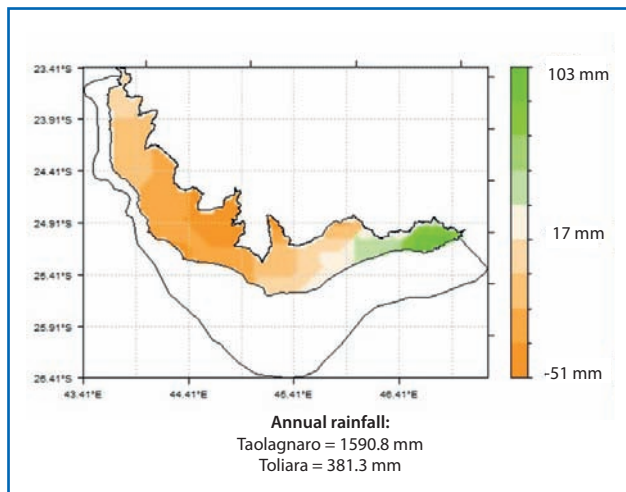 23.41°S
103 mm
23.91°S
24.41°S
24.91°S
17 mm
25.41°S
25.91°S
26.41°S
-51 mm
43.41°E 44.41°E 45.41°E 46.41°E
Annual rainfall:
Taolagnaro = 1590.8 mm
Toliara = 381.3 mm